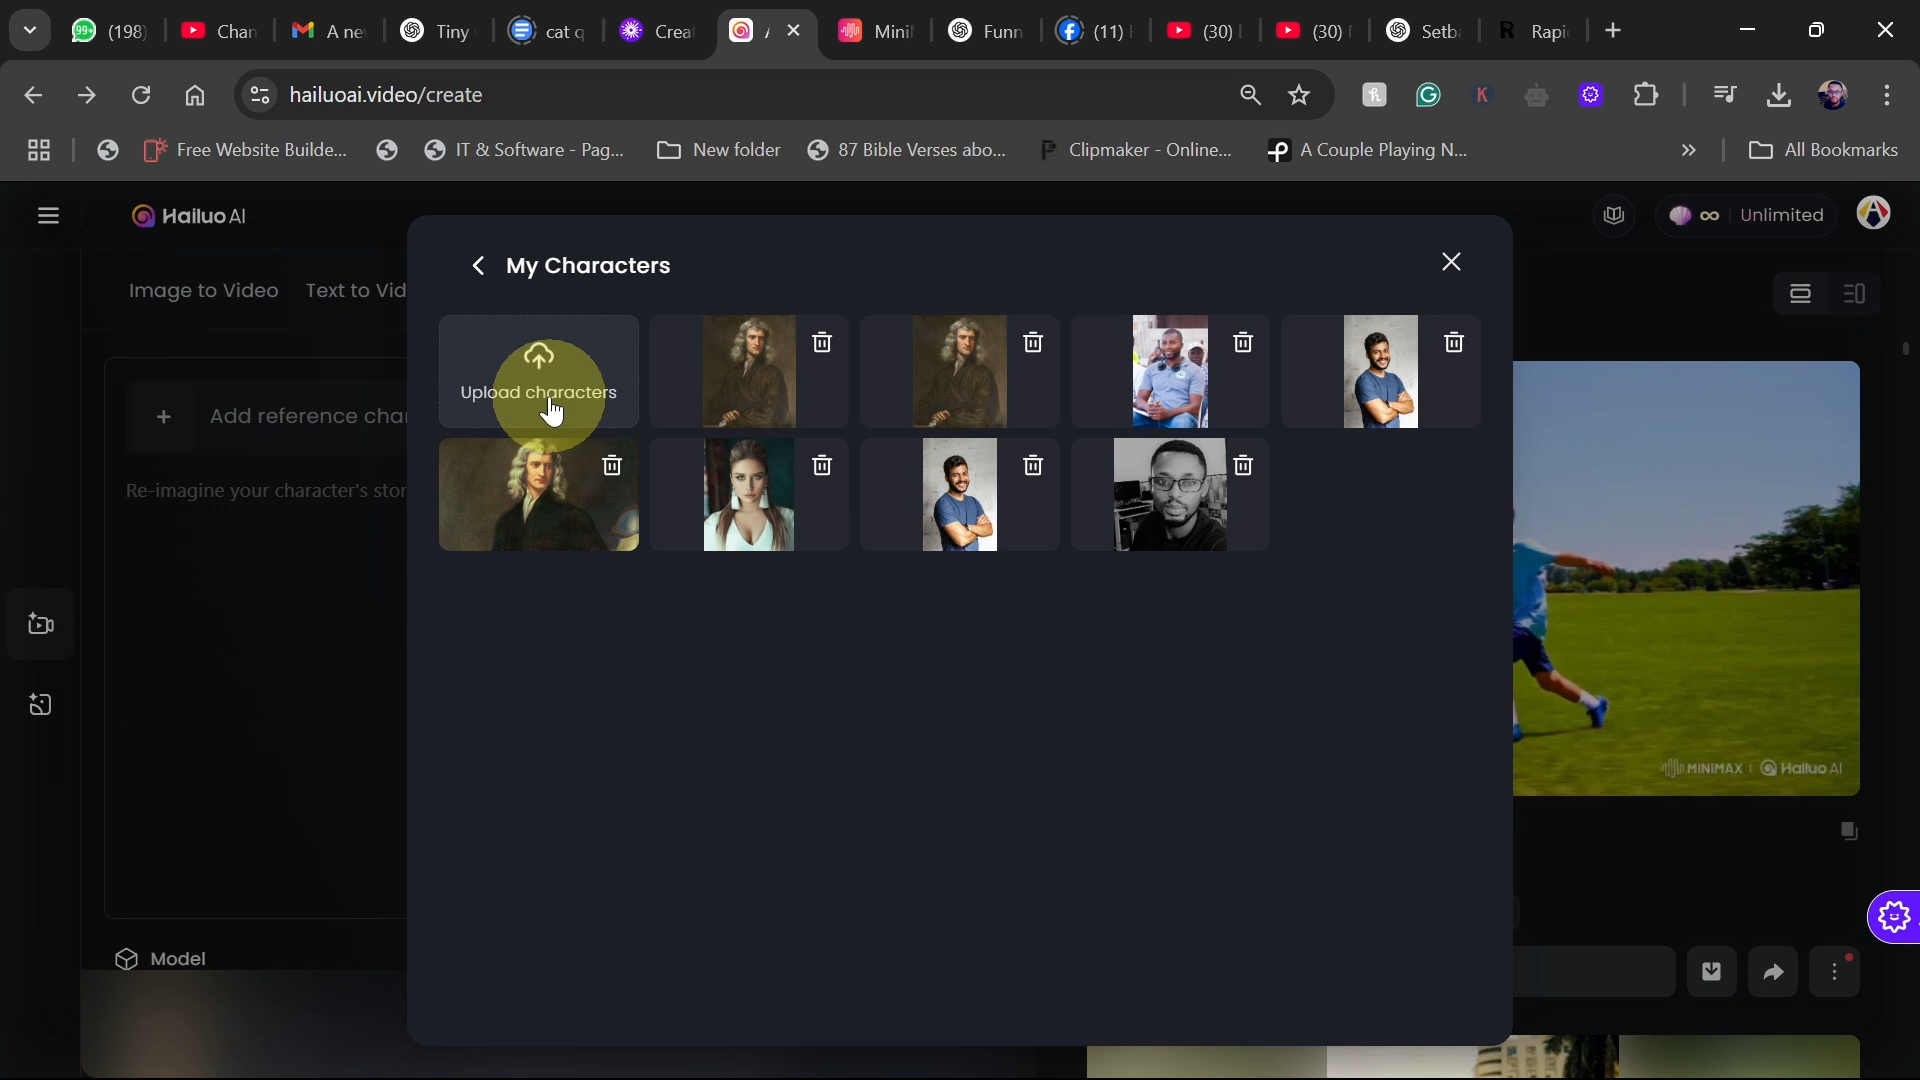 99+
(198)
Chan
A ne
Tiny
cat q
Crea
Mini
Funn
(11)
(30)
(30)
Setb
R
Rapi
hailuoai.video/create
K
Free Website Builde...
IT & Software - Pag...
New folder
87 Bible Verses abo...
Clipmaker - Online...
A Couple Playing N...
All Bookmarks
Hailuo AI
Unlimited
My Characters
Image to Video
Text to Vid
Upload characters
Add reference char
Re-imagine your character's stor
MINIMAX | Hailuo AI
Model